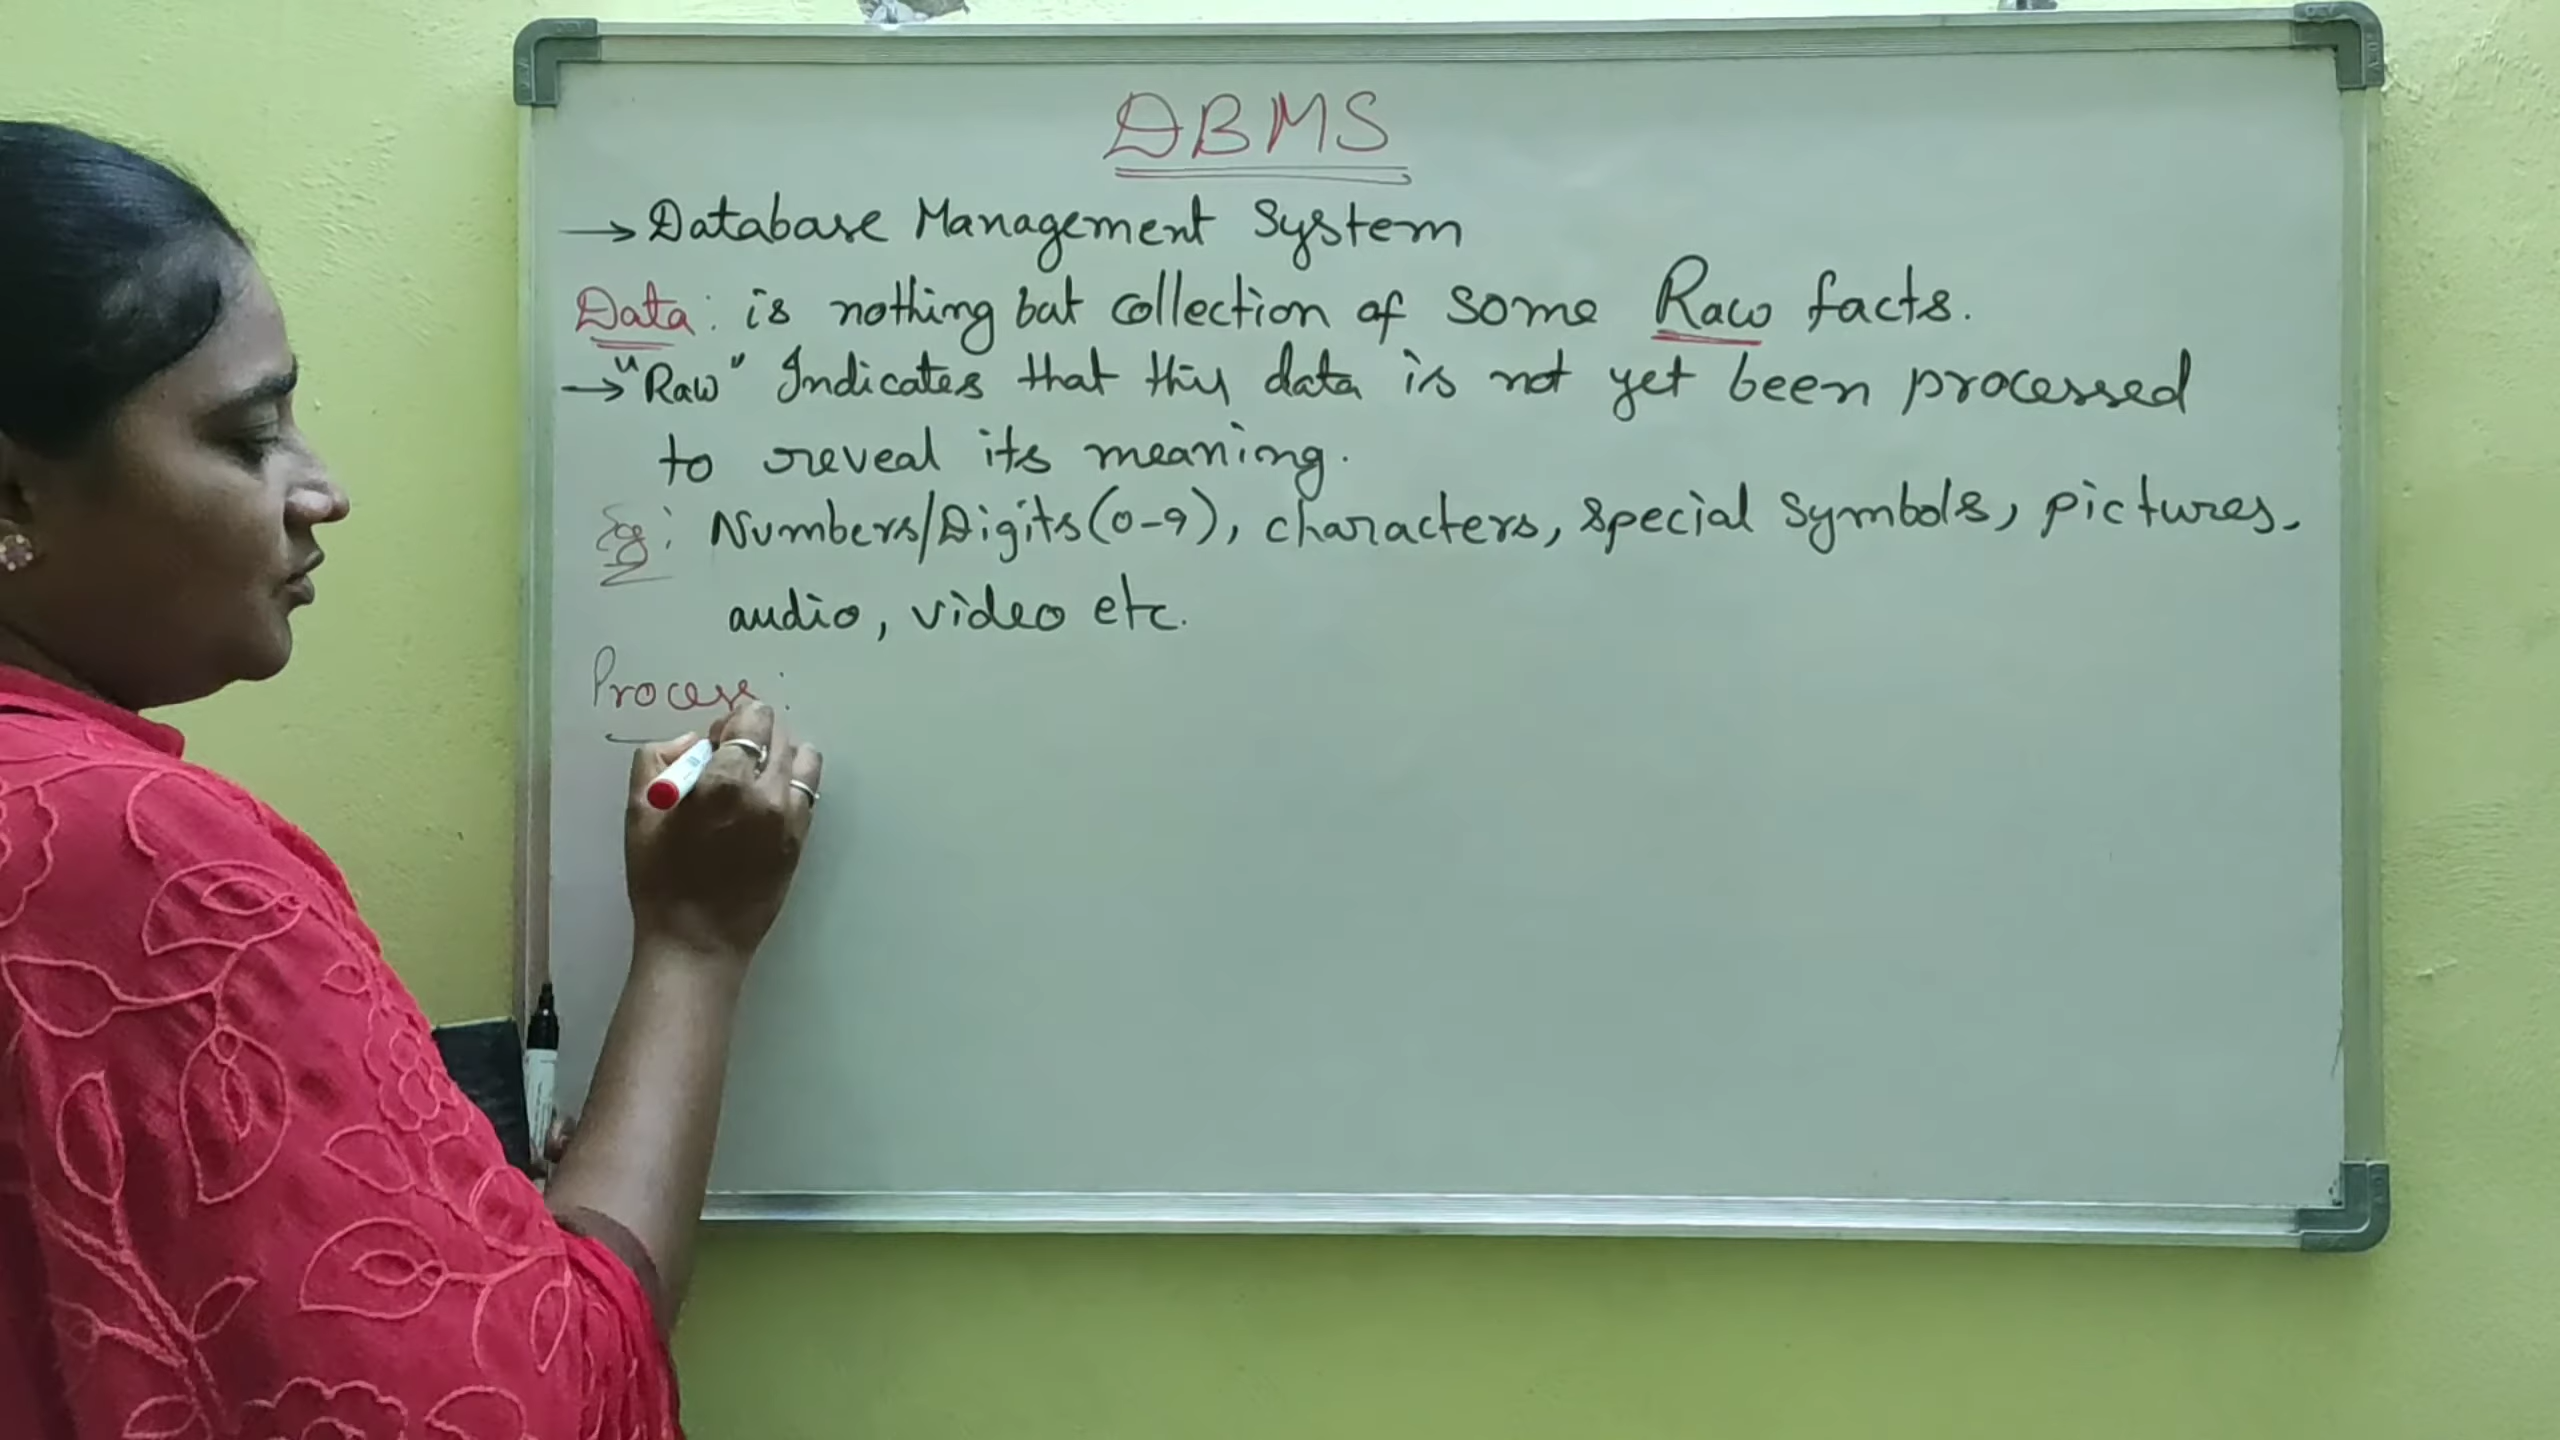 DBMS
→ Database Management System
Data: is nothing but collection of some Raw facts.
→ "Raw" Indicates that this data is not yet been processed
to reveal its meaning.
Eg: Numbers/Digits (0-9), characters, special symbols, pictures,
audio, video etc.
Process: